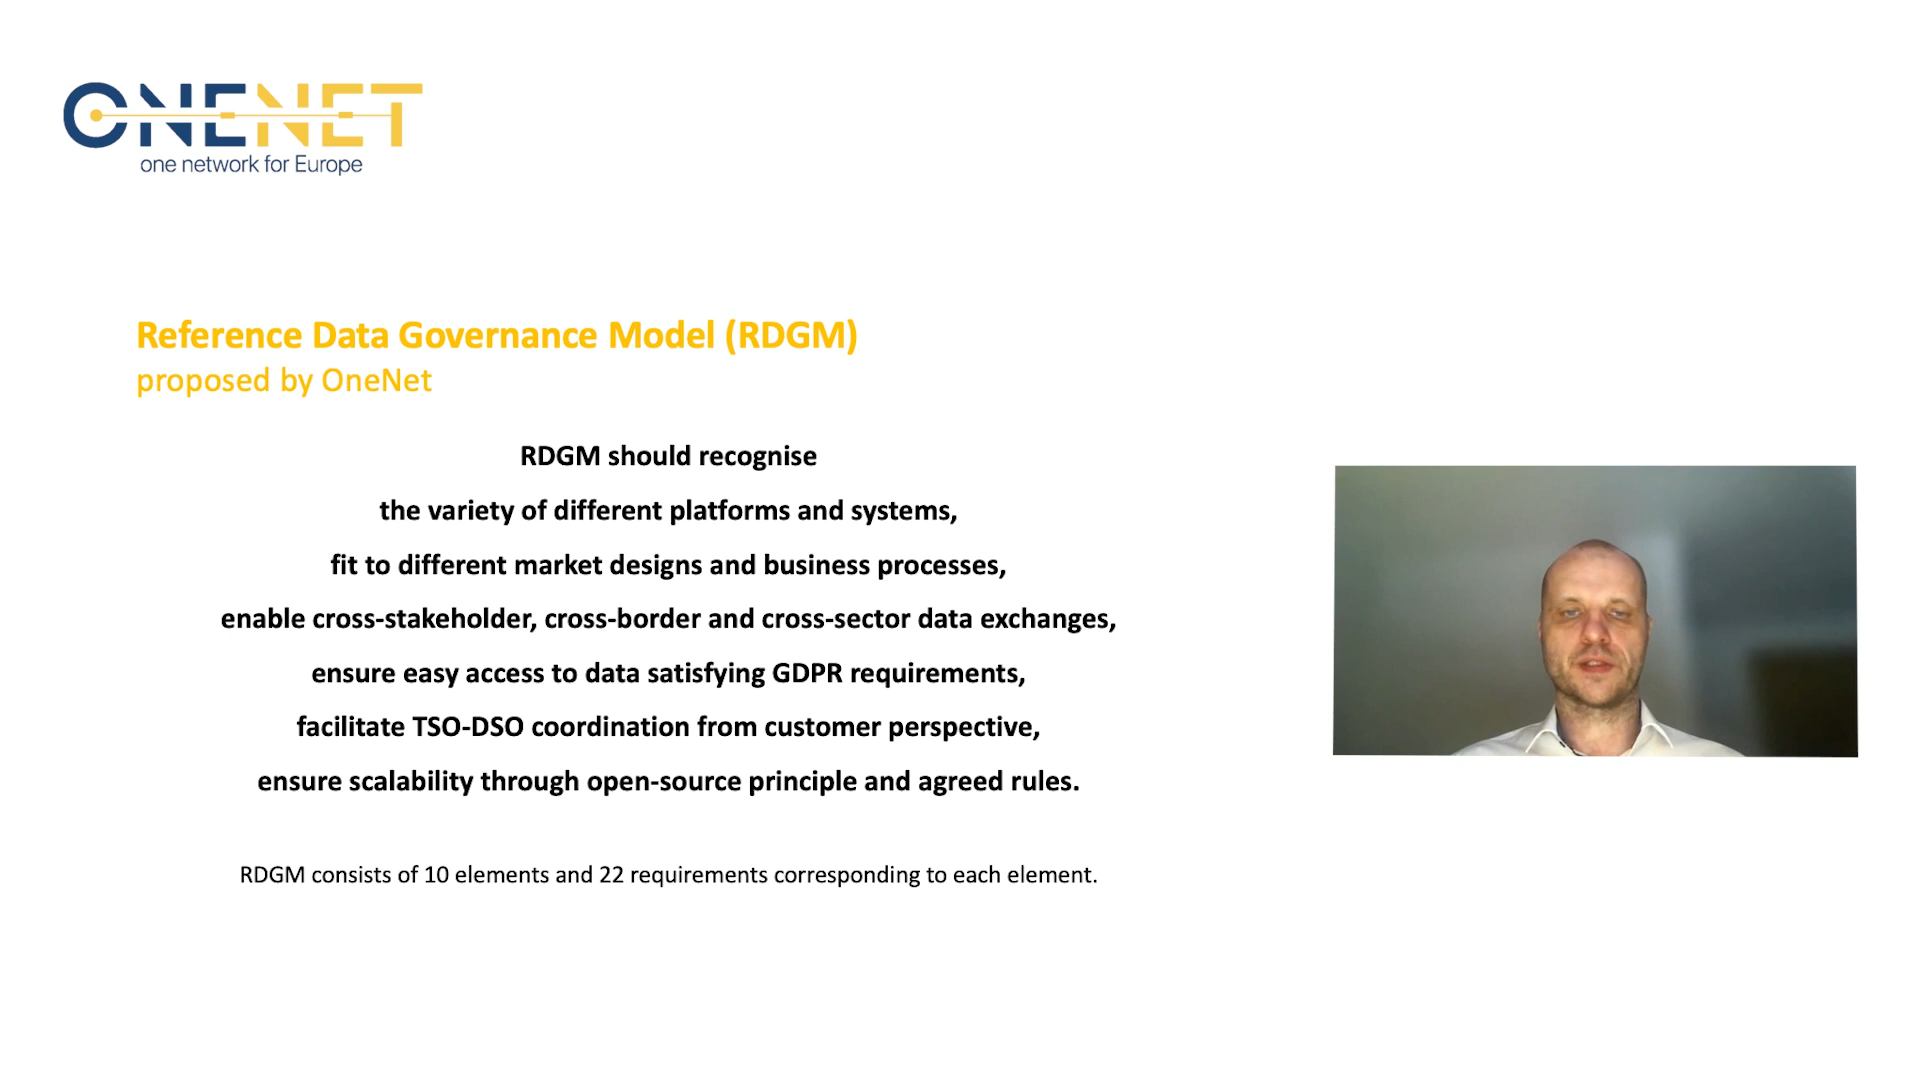 ONENET
one network for Europe
Reference Data Governance Model (RDGM)
proposed by OneNet
RDGM should recognise
the variety of different platforms and systems,
fit to different market designs and business processes,
enable cross-stakeholder, cross-border and cross-sector data exchanges,
ensure easy access to data satisfying GDPR requirements,
facilitate TSO-DSO coordination from customer perspective,
ensure scalability through open-source principle and agreed rules.
RDGM consists of 10 elements and 22 requirements corresponding to each element.